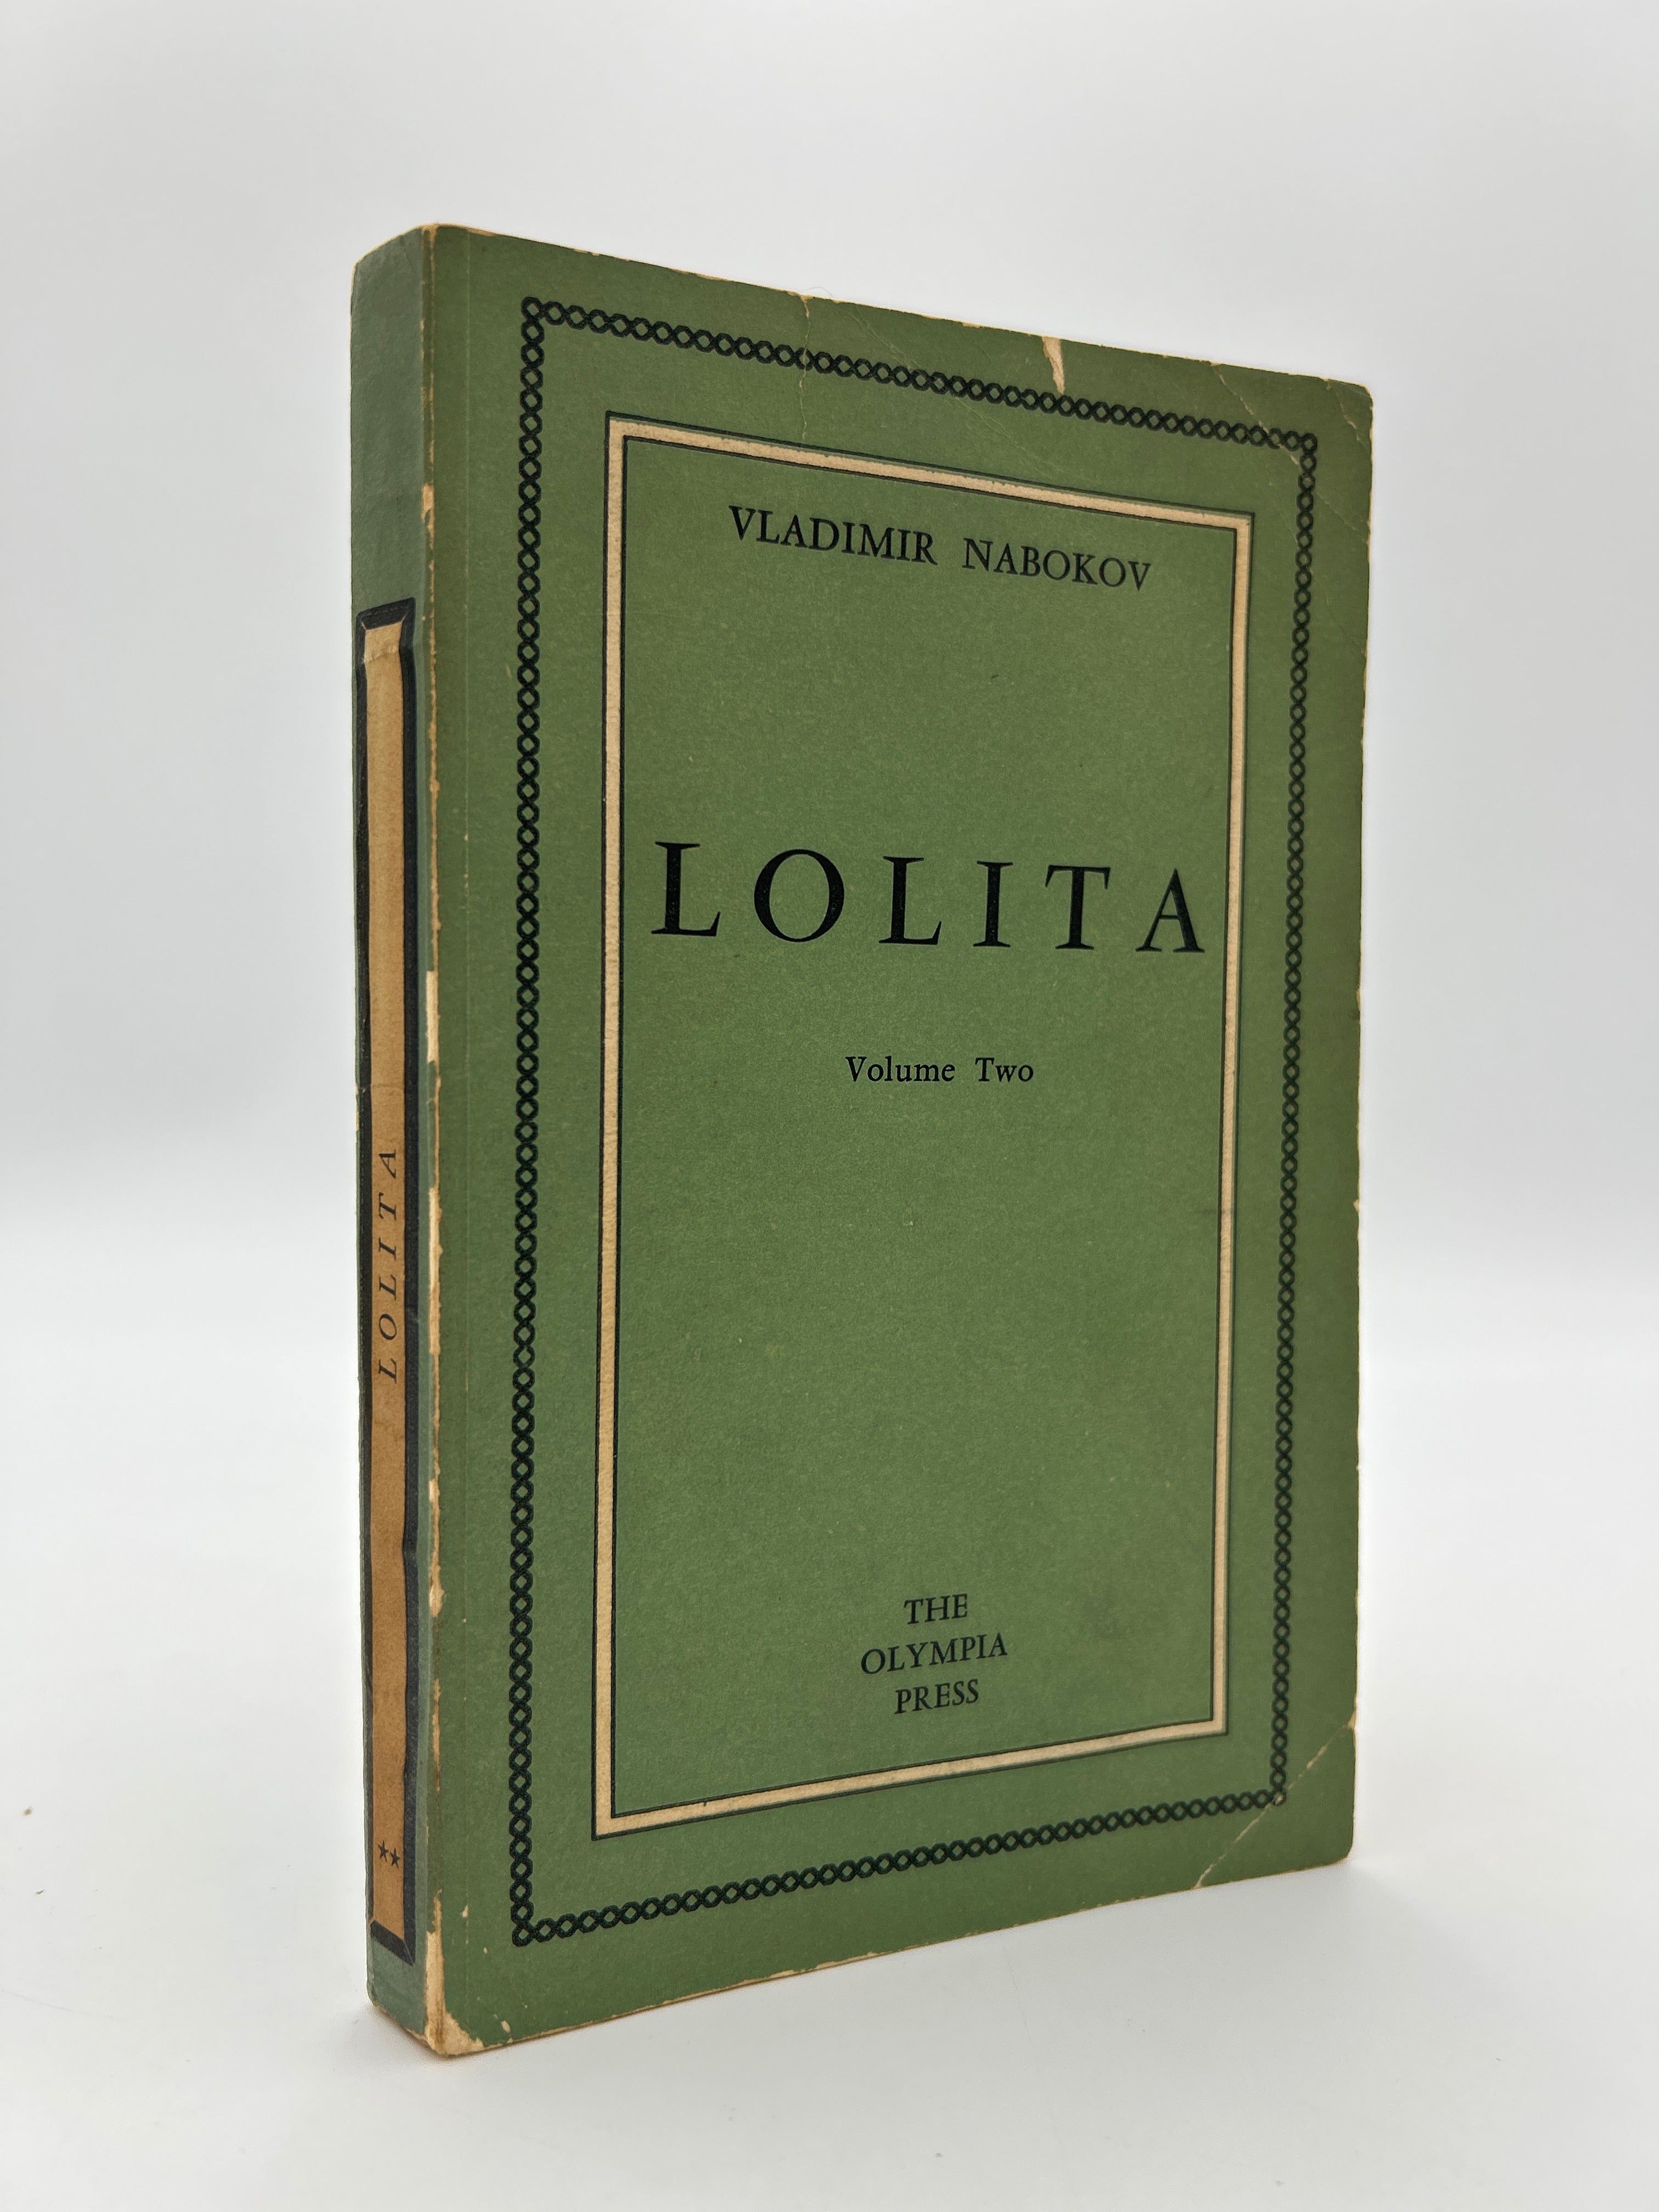 VLADIMIR NABOKOV
LOLITA
Volume Two
THE
OLYMPIA
PRESS
LOLITA
**